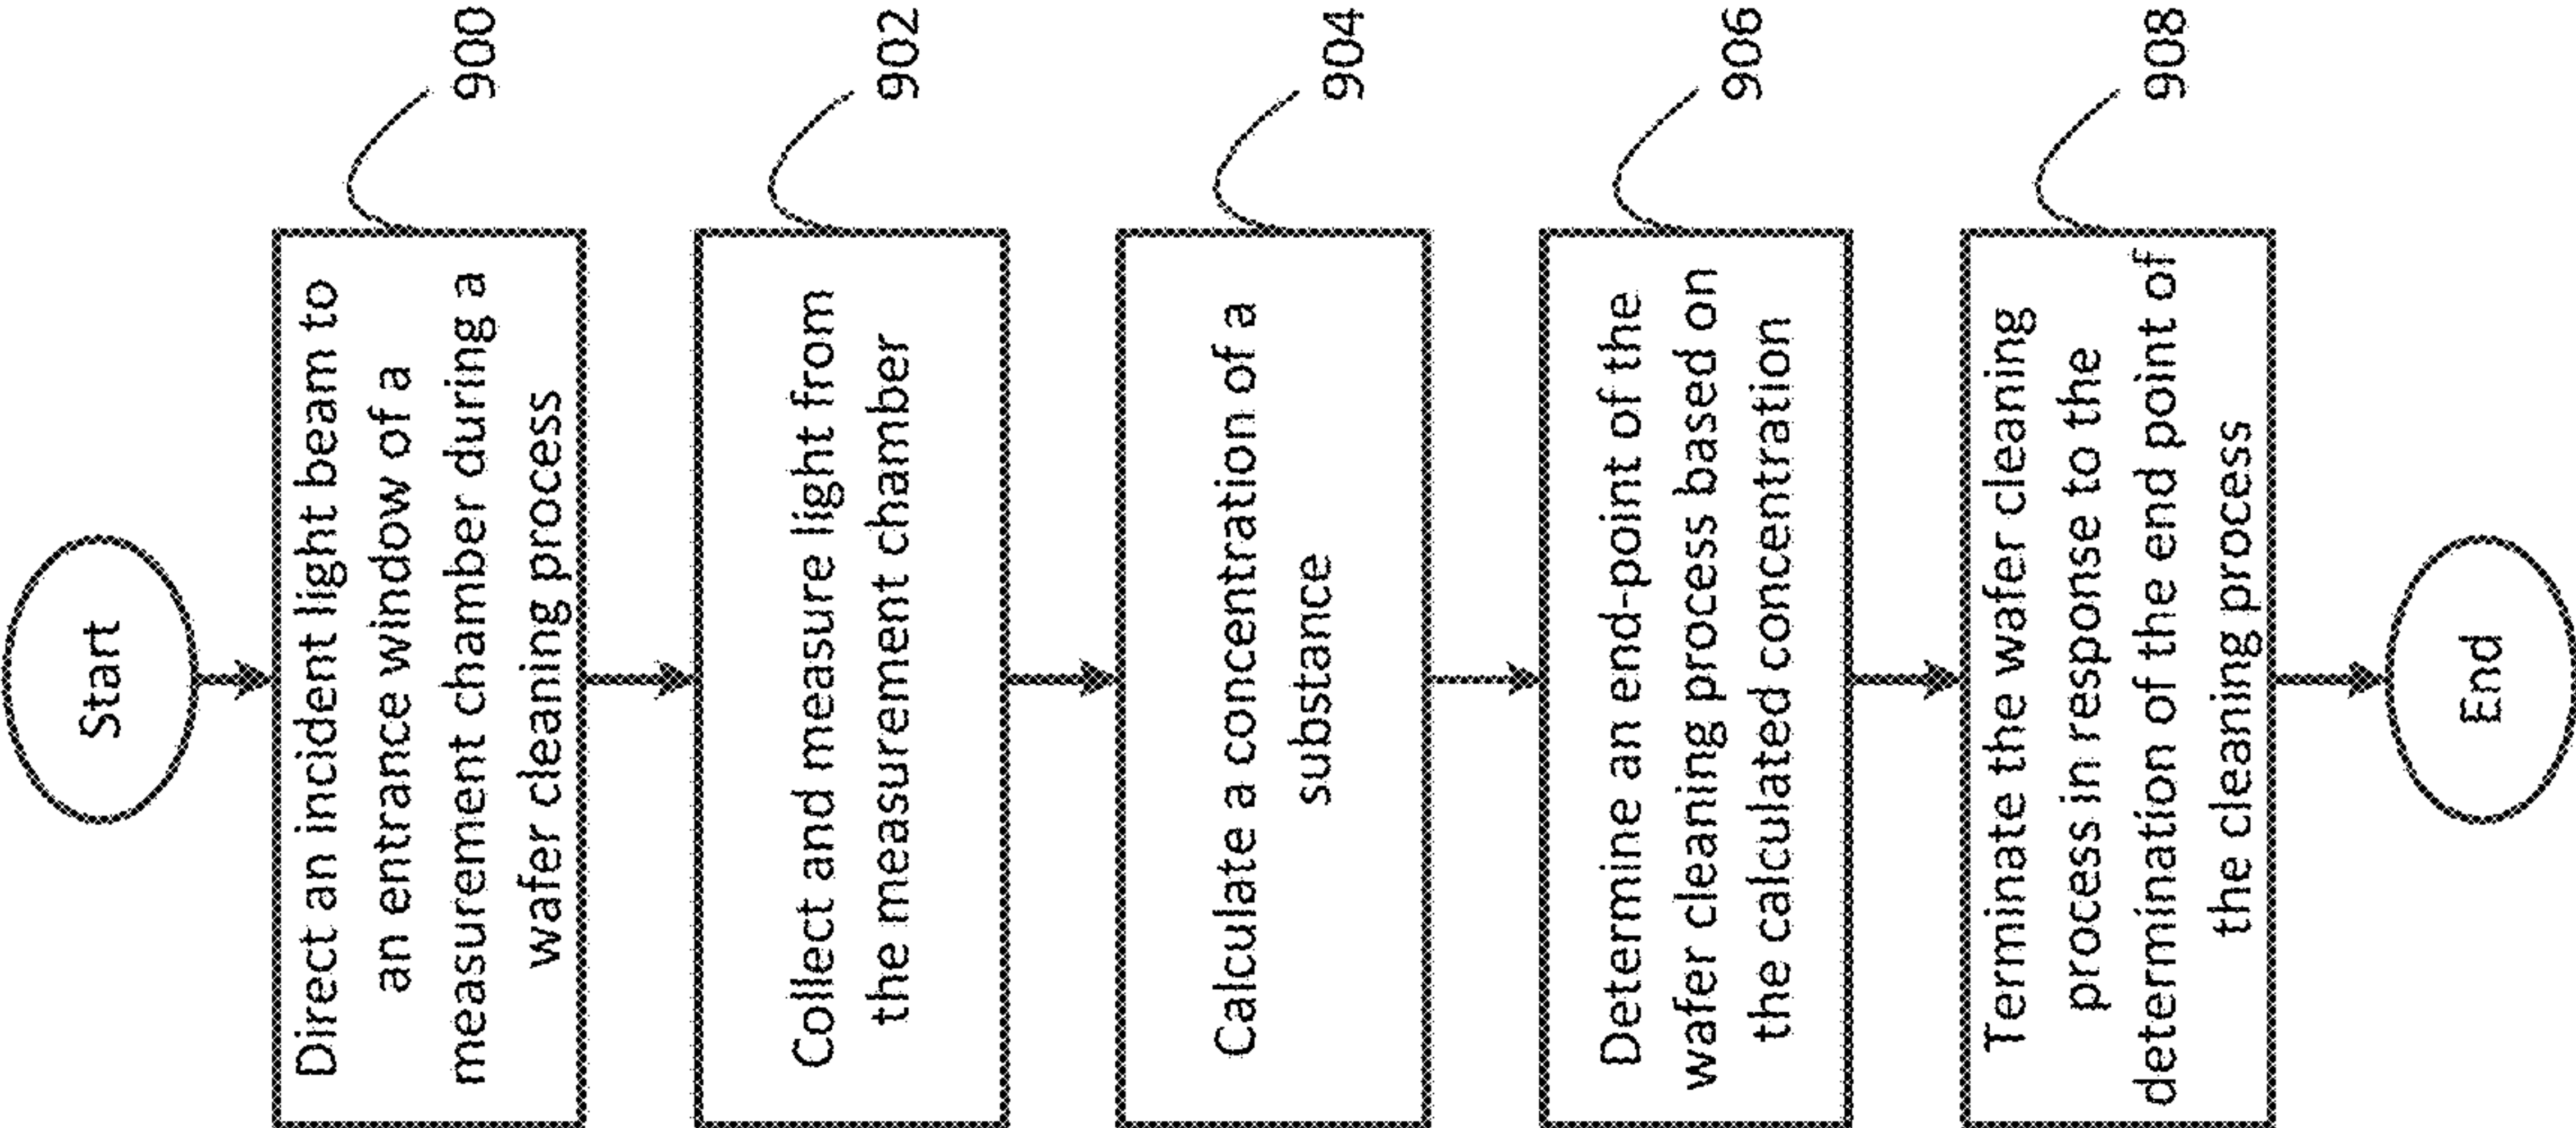 Start
Direct an incident light beam to
an entrance window of a
measurement chamber during a
wafer cleaning process
900
Collect and measure light from
the measurement chamber
902
Calculate a concentration of a
substance
904
Determine an end-point of the
wafer cleaning process based on
the calculated concentration
906
Terminate the wafer cleaning
process in response to the
determination of the end point of
the cleaning process
908
End